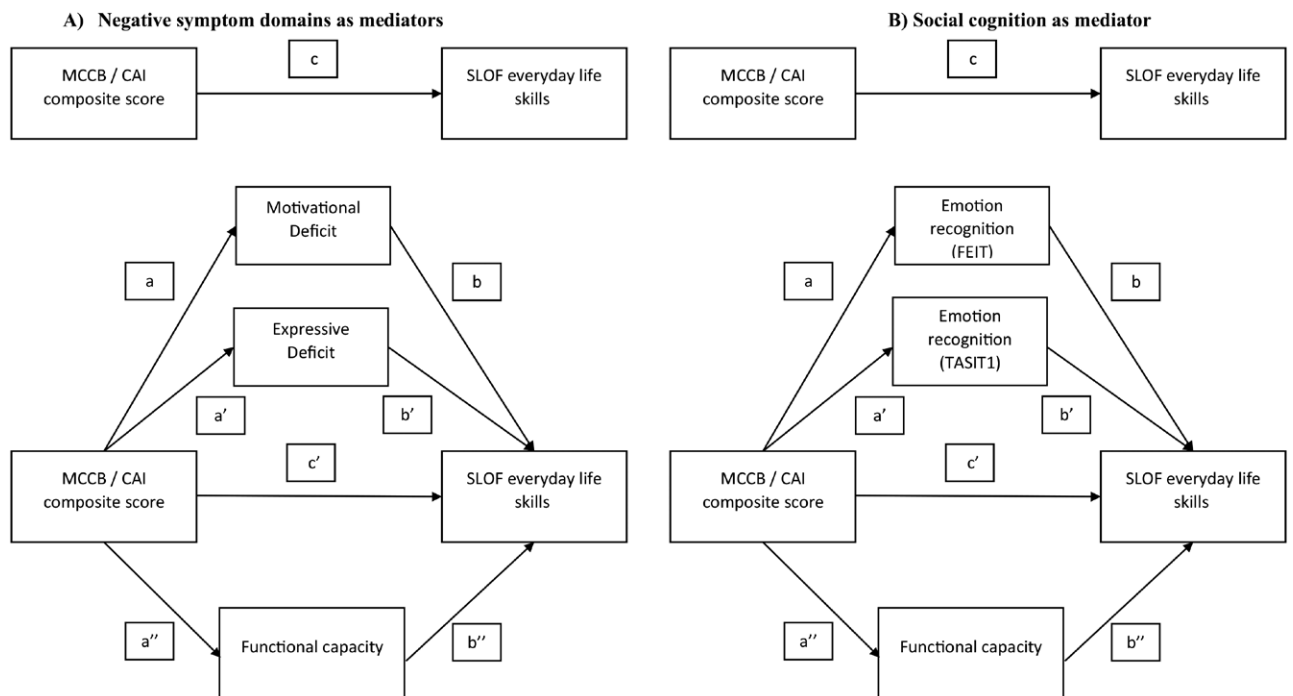 A) Negative symptom domains as mediators
c
MCCB / CAI
composite score
SLOF everyday life
skills
Motivational
Deficit
a
b
Expressive
Deficit
a'
b'
MCCB / CAI
composite score
c'
SLOF everyday life
skills
a''
Functional capacity
b''
B) Social cognition as mediator
c
MCCB / CAI
composite score
SLOF everyday life
skills
Emotion
recognition
(FEIT)
a
b
Emotion
recognition
(TASIT1)
a'
b'
MCCB / CAI
composite score
c'
SLOF everyday life
skills
a''
Functional capacity
b''